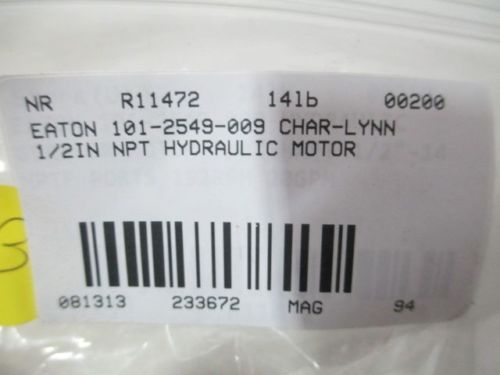 NR R11472 14lb 00200
EATON 101-2549-009 CHAR-LYNN
1/2IN NPT HYDRAULIC MOTOR
081313 233672 MAG 94